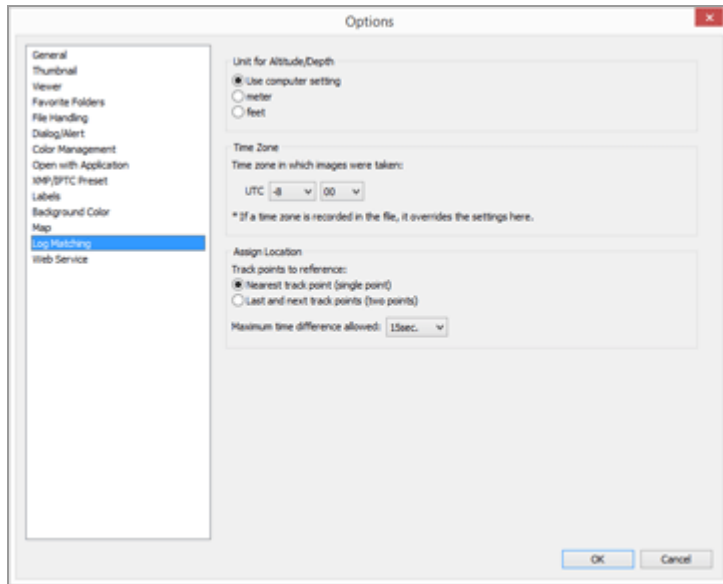 Options
General
Thumbnail
Viewer
Favorite Folders
File Handling
Dialog/Alert
Color Management
Open with Application
XMP/IPTC Preset
Labels
Background Color
Map
Log Matching
Web Service
Unit for Altitude/Depth
Use computer setting
meter
feet
Time Zone
Time zone in which images were taken:
UTC -8 00
* If a time zone is recorded in the file, it overrides the settings here.
Assign Location
Track points to reference:
Nearest track point (single point)
Last and next track points (two points)
Maximum time difference allowed: 15sec.
OK Cancel